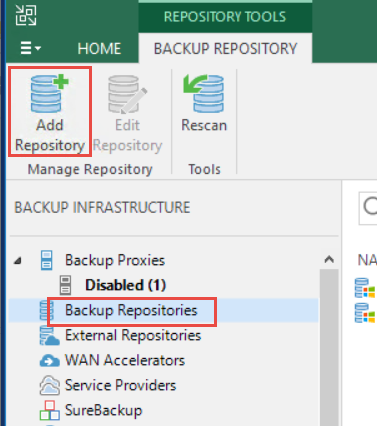 REPOSITORY TOOLS
HOME
BACKUP REPOSITORY
Add
Repository
Edit
Repository
Rescan
Manage Repository
Tools
BACKUP INFRASTRUCTURE
Backup Proxies
Disabled (1)
Backup Repositories
External Repositories
WAN Accelerators
Service Providers
SureBackup
NA